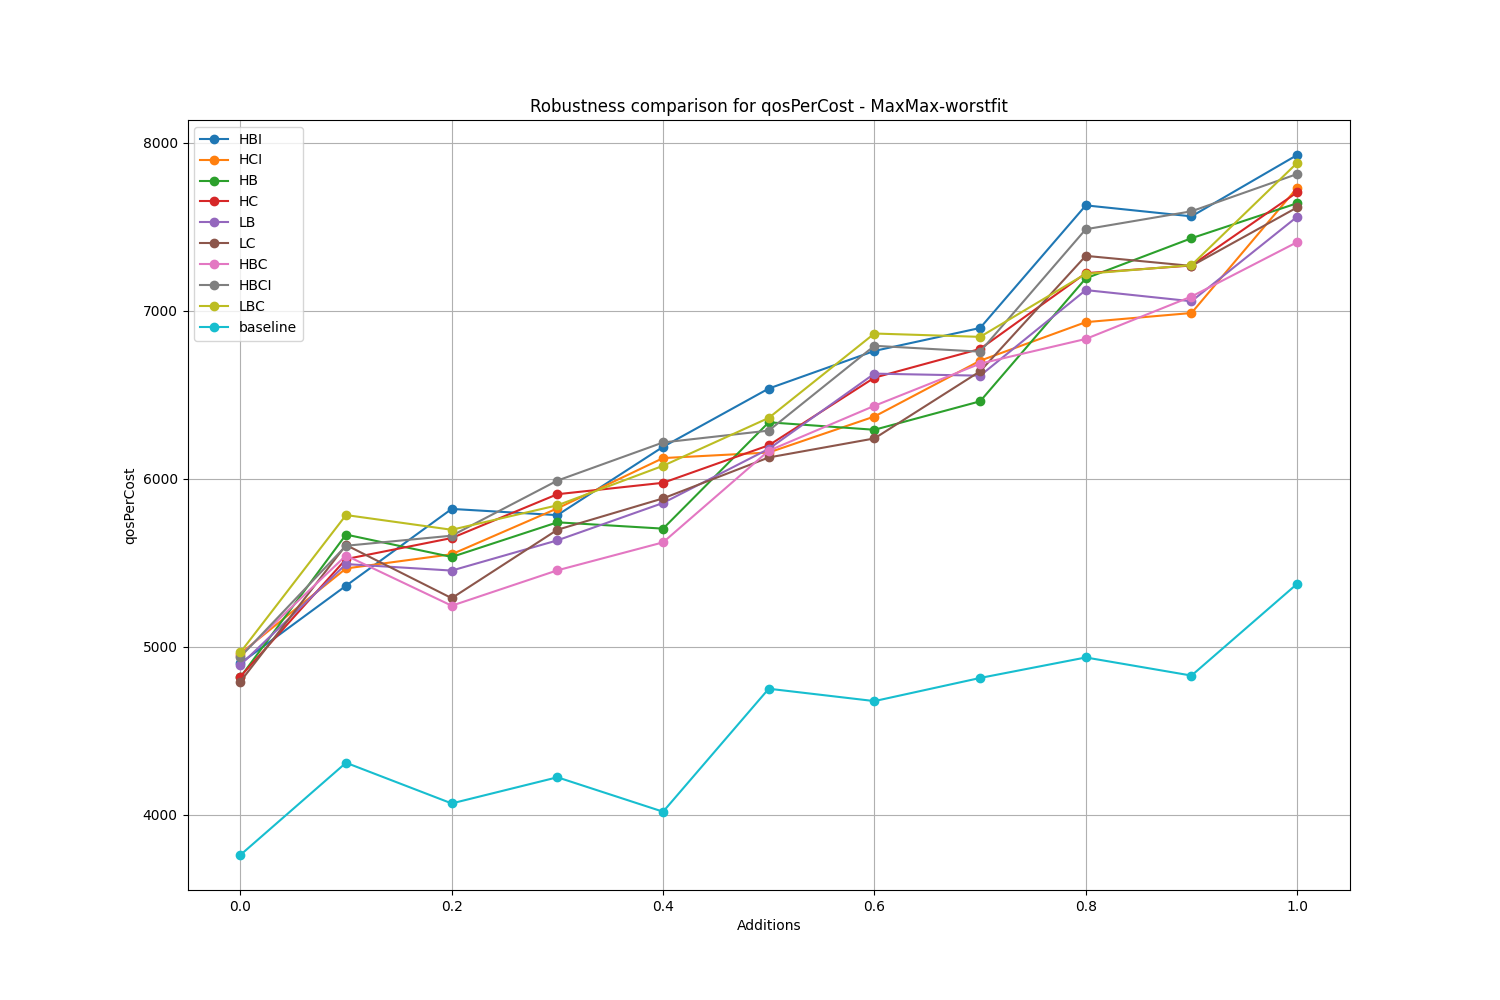 Robustness comparison for qosPerCost - MaxMax-worstfit
HBI
HCI
HB
HC
LB
LC
HBC
HBCI
LBC
baseline
8000
7000
6000
5000
4000
qosPerCost
0.0 0.2 0.4 0.6 0.8 1.0
Additions